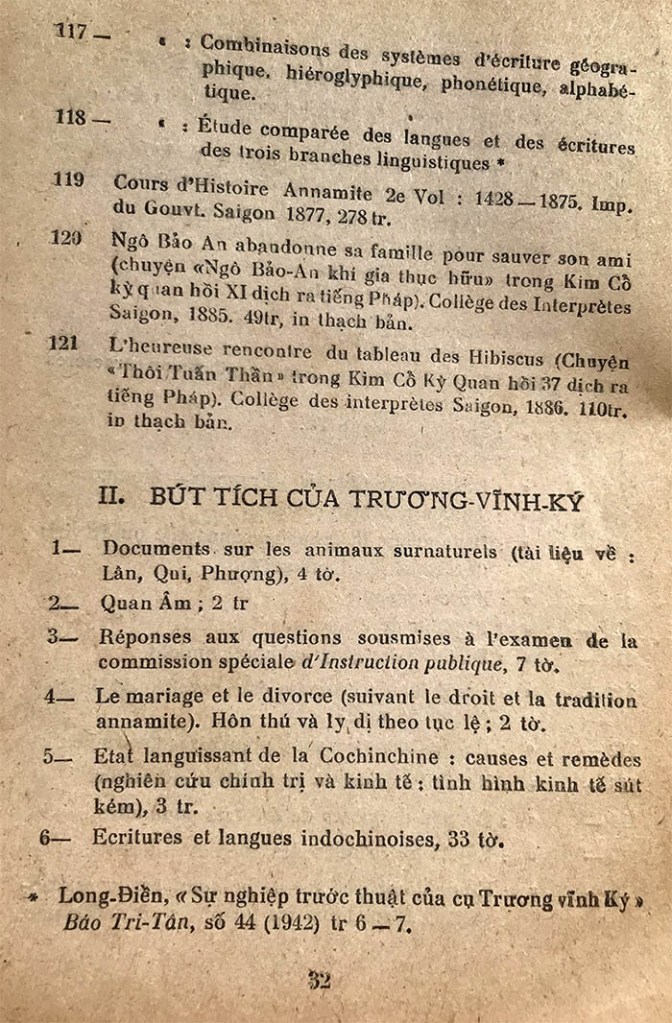 117 — « : Combinaisons des systèmes d'écriture géogra-
phique, hiéroglyphique, phonétique, alphabé-
tique.
118 — « : Étude comparée des langues et des écritures
des trois branches linguistiques *
119 Cours d'Histoire Annamite 2e Vol : 1428 — 1875. Imp.
du Gouvt. Saigon 1877, 278 tr.
120 Ngô Bảo An abandonne sa famille pour sauver son ami
(chuyện «Ngô Bảo-An khí gia thục hữu» trong Kim Cổ
kỳ quan hồi XI dịch ra tiếng Pháp). Collège des Interprètes
Saigon, 1885. 49tr, in thạch bản.
121 L'heureuse rencontre du tableau des Hibiscus (Chuyện
«Thôi Tuấn Thần» trong Kim Cổ Kỳ Quan hồi 37 dịch ra
tiếng Pháp). Collège des interprètes Saigon, 1886. 110tr.
in thạch bản.
II. BÚT TÍCH CỦA TRƯƠNG-VĨNH-KÝ
1— Documents sur les animaux surnaturels (tài liệu về :
Lân, Qui, Phượng), 4 tờ.
2— Quan Âm ; 2 tr
3— Réponses aux questions sousmises à l'examen de la
commission spéciale d'Instruction publique, 7 tờ.
4— Le mariage et le divorce (suivant le droit et la tradition
annamite). Hôn thú và ly dị theo tục lệ ; 2 tờ.
5— Etat languissant de la Cochinchine : causes et remèdes
(nghiên cứu chính trị và kinh tế : tình hình kinh tế sút
kém), 3 tr.
6— Ecritures et langues indochinoises, 33 tờ.
* Long-Điền, «Sự nghiệp trước thuật của cụ Trương vĩnh Ký»
Báo Tri-Tân, số 44 (1942) tr 6 — 7.
32